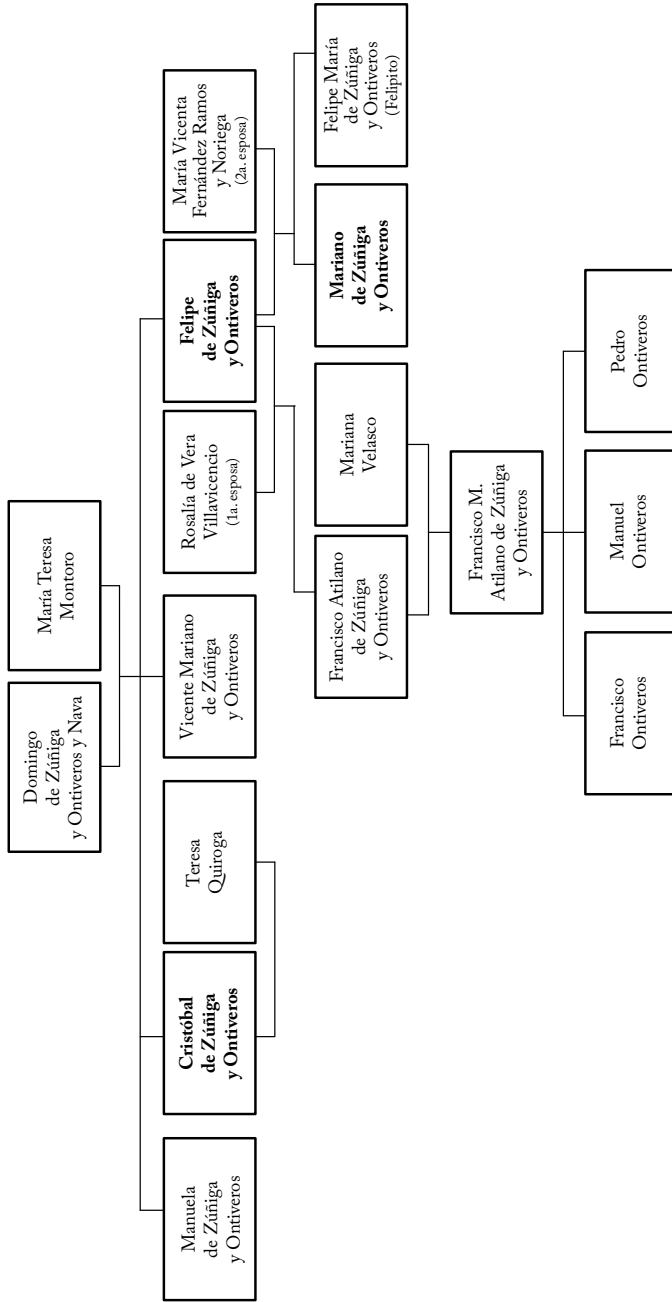 Domingo
de Zúñiga
y Ontiveros y Nava
María Teresa
Montoro
Manuela
de Zúñiga
y Ontiveros
Cristóbal
de Zúñiga
y Ontiveros
Teresa
Quiroga
Vicente Mariano
de Zúñiga
y Ontiveros
Rosalía de Vera
Villavicencio
(1a. esposa)
Felipe
de Zúñiga
y Ontiveros
María Vicenta
Fernández Ramos
y Noriega
(2a. esposa)
Francisco Atilano
de Zúñiga
y Ontiveros
Mariana
Velasco
Mariano
de Zúñiga
y Ontiveros
Felipe María
de Zúñiga
y Ontiveros
(Felipito)
Francisco M.
Atilano de Zúñiga
y Ontiveros
Francisco
Ontiveros
Manuel
Ontiveros
Pedro
Ontiveros